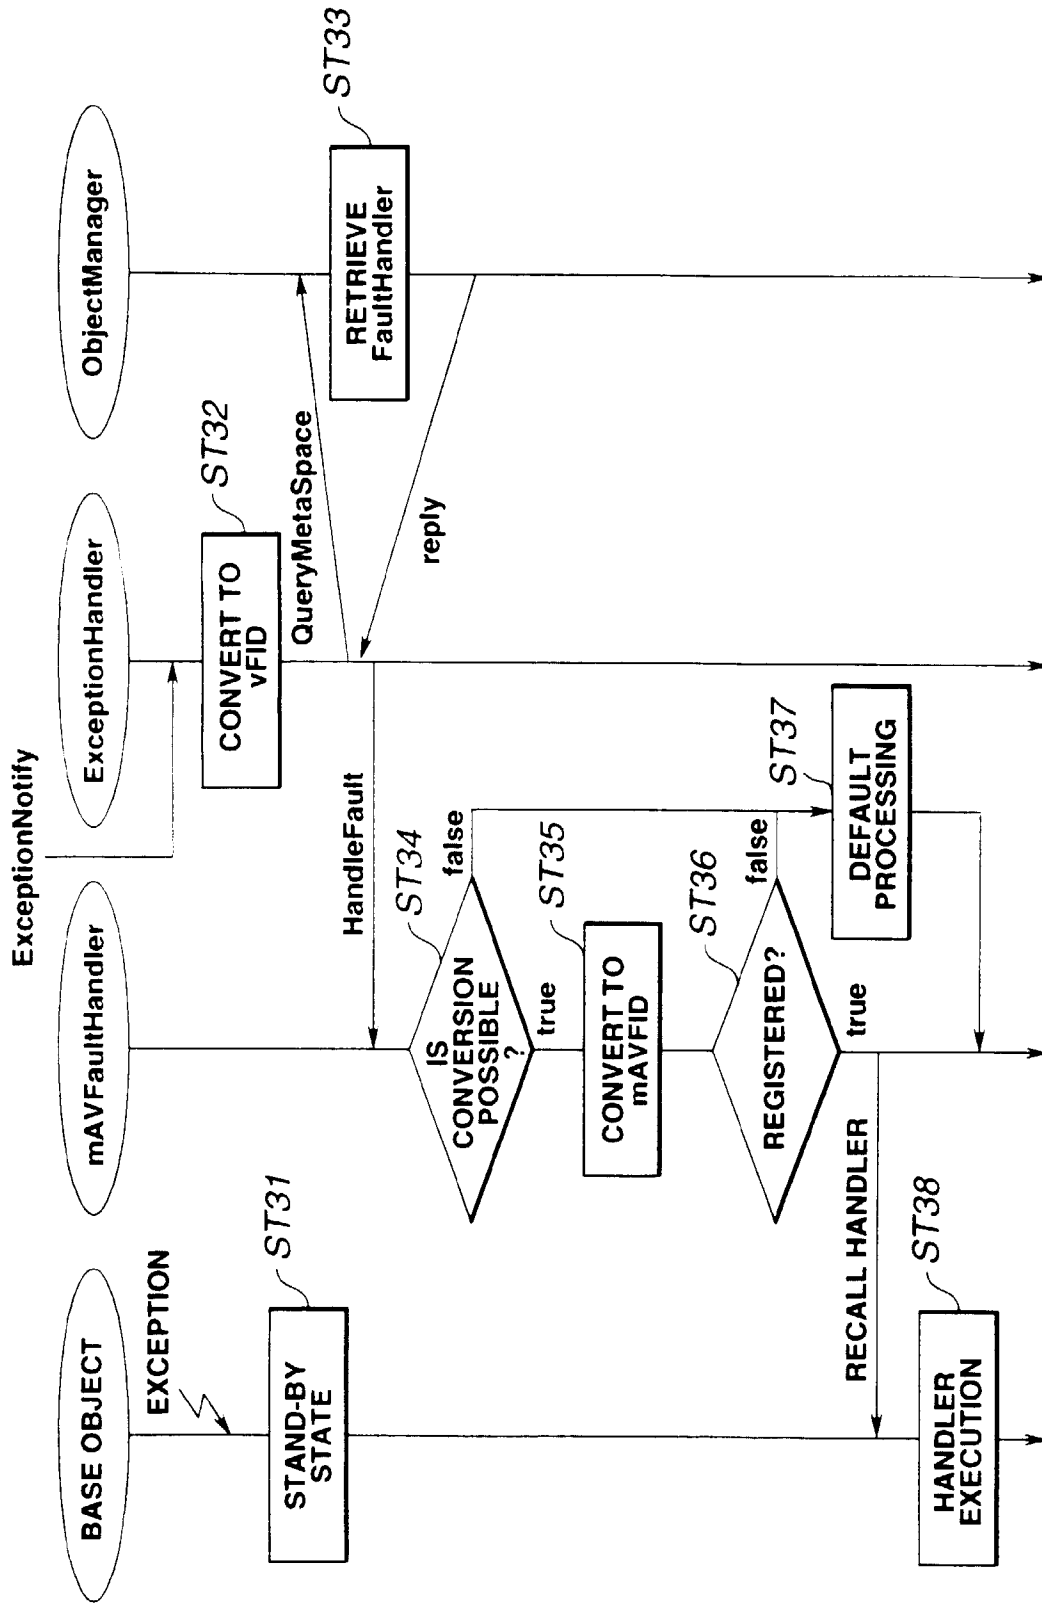 BASE OBJECT
mAVFaultHandler
ExceptionHandler
ObjectManager
ExceptionNotify
EXCEPTION
STAND-BY
STATE
ST31
CONVERT TO
vFID
ST32
QueryMetaSpace
RETRIEVE
FaultHandler
ST33
reply
HandleFault
IS
CONVERSION
POSSIBLE
?
ST34
false
true
CONVERT TO
mAVFID
ST35
REGISTERED?
ST36
false
true
DEFAULT
PROCESSING
ST37
RECALL HANDLER
HANDLER
EXECUTION
ST38